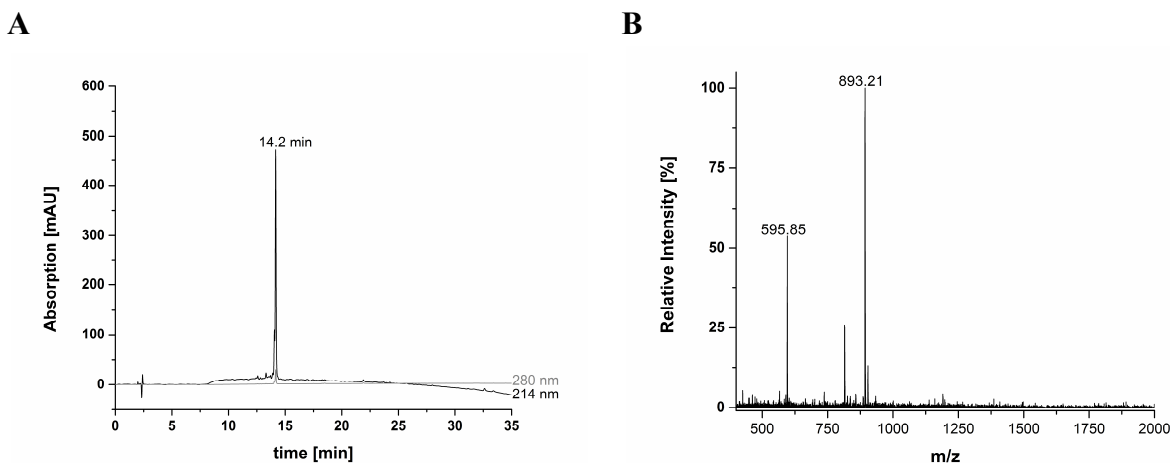 A
B
600
500
400
300
200
100
0
Absorption [mAU]
14.2 min
280 nm
214 nm
0 5 10 15 20 25 30 35
time [min]
100
75
50
25
0
Relative Intensity [%]
893.21
595.85
500 750 1000 1250 1500 1750 2000
m/z